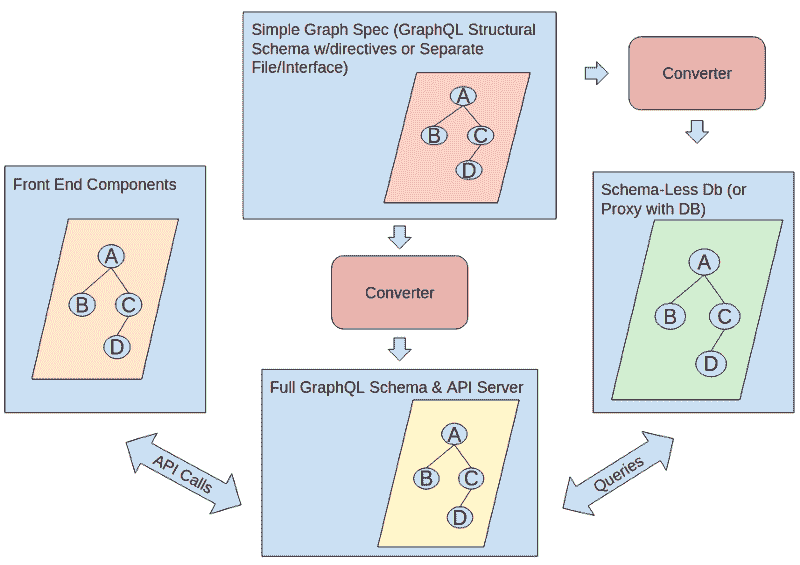 Simple Graph Spec (GraphQL Structural
Schema w/directives or Separate
File/Interface)
A
B
C
D
Converter
Front End Components
A
B
C
D
Converter
Schema-Less Db (or
Proxy with DB)
A
B
C
D
Full GraphQL Schema & API Server
A
B
C
D
API Calls
Queries